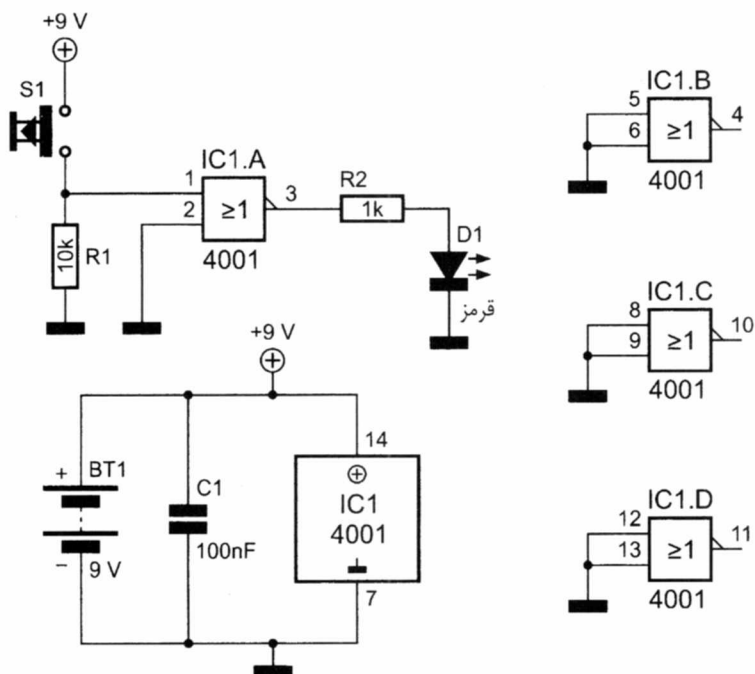 +9 V
S1
IC1.A
1
2
≥1
3
4001
R2
1k
D1
قرمز
10k
R1
IC1.B
5
6
≥1
4
4001
IC1.C
8
9
≥1
10
4001
IC1.D
12
13
≥1
11
4001
+9 V
+
BT1
−
9 V
C1
100nF
14
+
IC1
4001
7